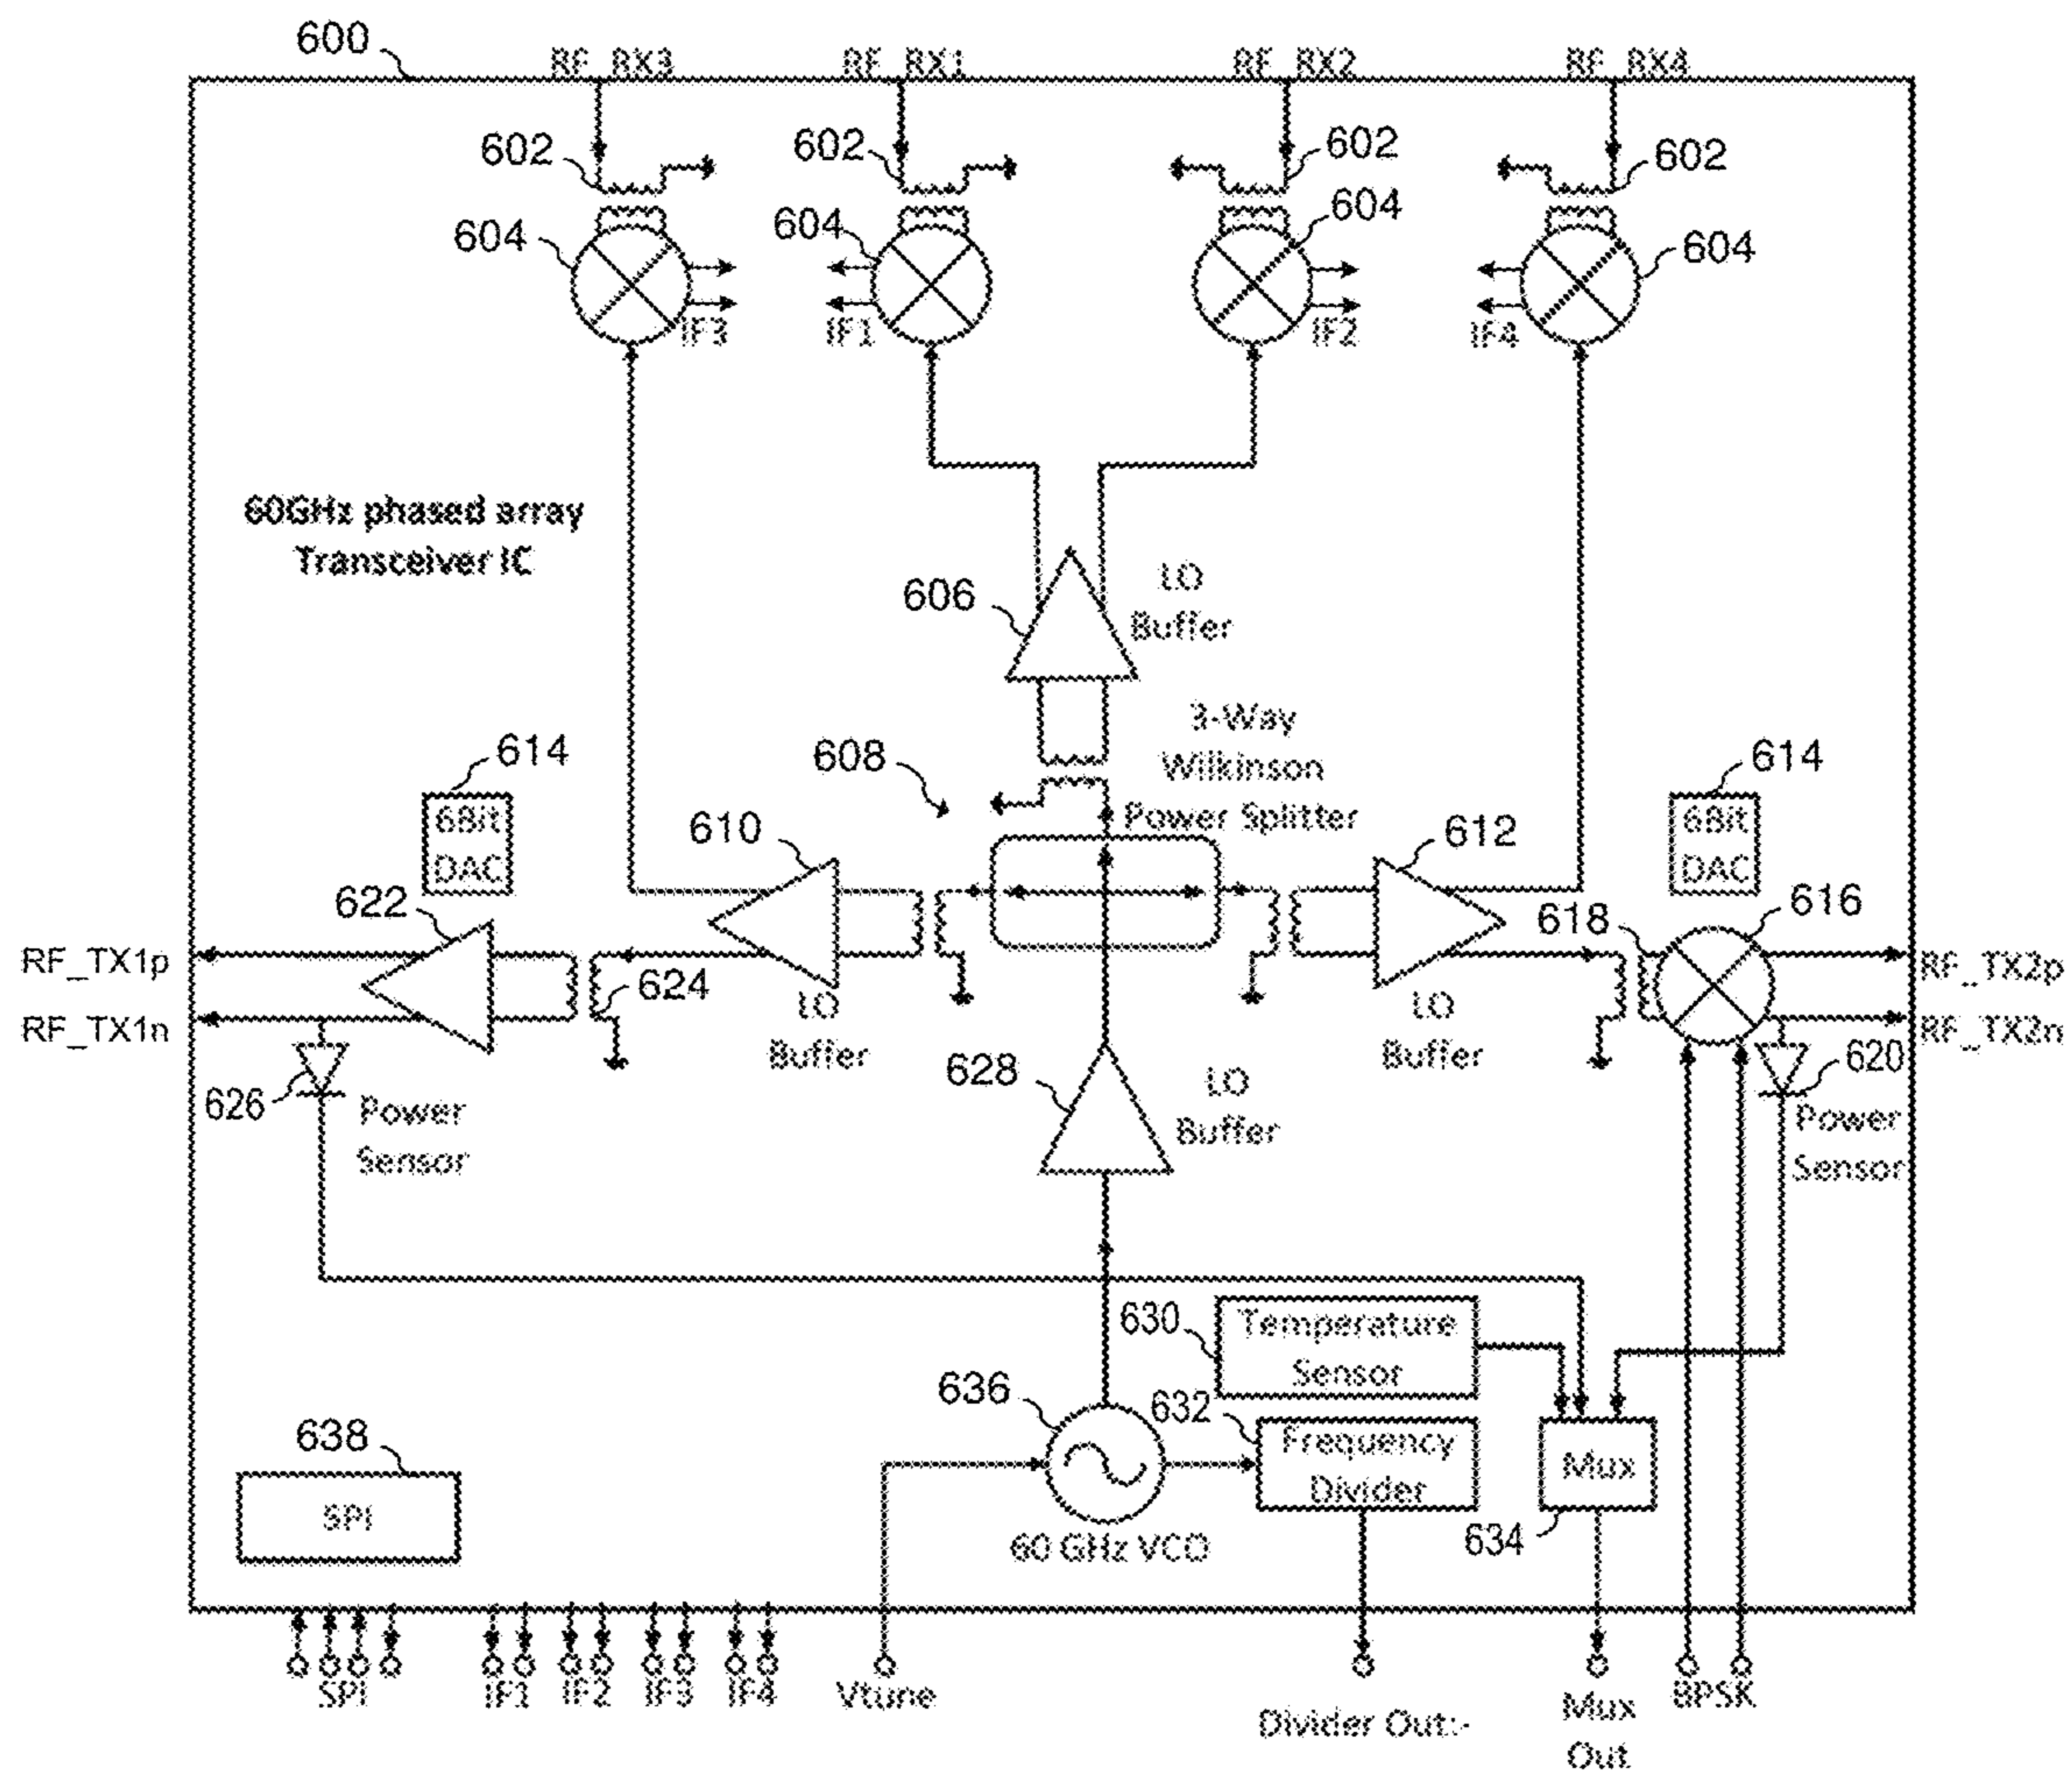 600
RF_RX3
RF_RX1
RF_RX2
RF_RX4
602
602
602
602
604
604
604
604
IF3
IF1
IF2
IF4
60GHz phased array
Transceiver IC
606
LO
Buffer
3-Way
Wilkinson
Power Splitter
608
614
6Bit
DAC
610
612
614
6Bit
DAC
622
618
616
RF_TX1p
RF_TX1n
624
LO
Buffer
LO
Buffer
RF_TX2p
RF_TX2n
626
Power
Sensor
628
LO
Buffer
620
Power
Sensor
630
Temperature
Sensor
636
632
Frequency
Divider
Mux
634
60 GHz VCO
638
SPI
SPI
IF1
IF2
IF3
IF4
Vtune
Divider Out:-
Mux
Out
BPSK